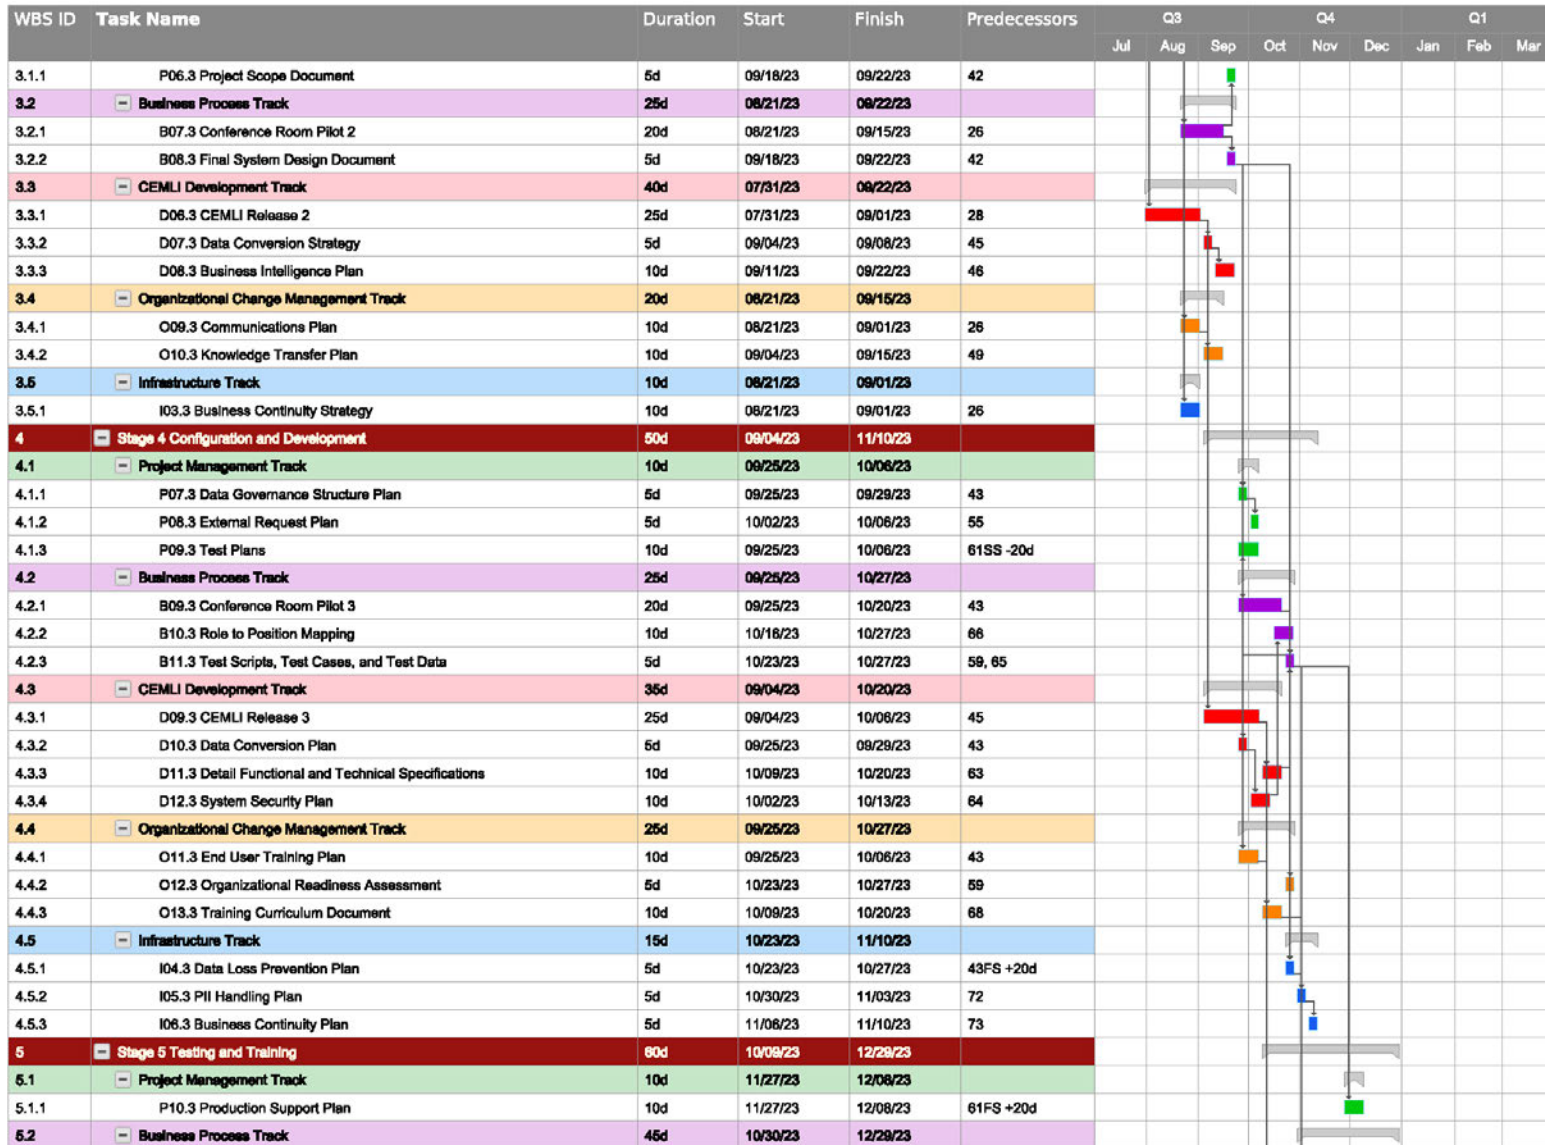 WBS ID Task Name Duration Start Finish Predecessors Q3 Q4 Q1
Jul Aug Sep Oct Nov Dec Jan Feb Mar
3.1.1 P06.3 Project Scope Document 5d 09/18/23 09/22/23 42
3.2 Business Process Track 25d 08/21/23 09/22/23
3.2.1 B07.3 Conference Room Pilot 2 20d 08/21/23 09/15/23 26
3.2.2 B08.3 Final System Design Document 5d 09/18/23 09/22/23 42
3.3 CEMLI Development Track 40d 07/31/23 09/22/23
3.3.1 D06.3 CEMLI Release 2 25d 07/31/23 09/01/23 28
3.3.2 D07.3 Data Conversion Strategy 5d 09/04/23 09/08/23 45
3.3.3 D08.3 Business Intelligence Plan 10d 09/11/23 09/22/23 46
3.4 Organizational Change Management Track 20d 08/21/23 09/15/23
3.4.1 O09.3 Communications Plan 10d 08/21/23 09/01/23 26
3.4.2 O10.3 Knowledge Transfer Plan 10d 09/04/23 09/15/23 49
3.5 Infrastructure Track 10d 08/21/23 09/01/23
3.5.1 I03.3 Business Continuity Strategy 10d 08/21/23 09/01/23 26
4 Stage 4 Configuration and Development 50d 09/04/23 11/10/23
4.1 Project Management Track 10d 09/25/23 10/06/23
4.1.1 P07.3 Data Governance Structure Plan 5d 09/25/23 09/29/23 43
4.1.2 P08.3 External Request Plan 5d 10/02/23 10/06/23 55
4.1.3 P09.3 Test Plans 10d 09/25/23 10/06/23 61SS -20d
4.2 Business Process Track 25d 09/25/23 10/27/23
4.2.1 B09.3 Conference Room Pilot 3 20d 09/25/23 10/20/23 43
4.2.2 B10.3 Role to Position Mapping 10d 10/16/23 10/27/23 66
4.2.3 B11.3 Test Scripts, Test Cases, and Test Data 5d 10/23/23 10/27/23 59, 65
4.3 CEMLI Development Track 35d 09/04/23 10/20/23
4.3.1 D09.3 CEMLI Release 3 25d 09/04/23 10/06/23 45
4.3.2 D10.3 Data Conversion Plan 5d 09/25/23 09/29/23 43
4.3.3 D11.3 Detail Functional and Technical Specifications 10d 10/09/23 10/20/23 63
4.3.4 D12.3 System Security Plan 10d 10/02/23 10/13/23 64
4.4 Organizational Change Management Track 25d 09/25/23 10/27/23
4.4.1 O11.3 End User Training Plan 10d 09/25/23 10/06/23 43
4.4.2 O12.3 Organizational Readiness Assessment 5d 10/23/23 10/27/23 59
4.4.3 O13.3 Training Curriculum Document 10d 10/09/23 10/20/23 68
4.5 Infrastructure Track 15d 10/23/23 11/10/23
4.5.1 I04.3 Data Loss Prevention Plan 5d 10/23/23 10/27/23 43FS +20d
4.5.2 I05.3 PII Handling Plan 5d 10/30/23 11/03/23 72
4.5.3 I06.3 Business Continuity Plan 5d 11/06/23 11/10/23 73
5 Stage 5 Testing and Training 60d 10/09/23 12/29/23
5.1 Project Management Track 10d 11/27/23 12/08/23
5.1.1 P10.3 Production Support Plan 10d 11/27/23 12/08/23 61FS +20d
5.2 Business Process Track 45d 10/30/23 12/29/23